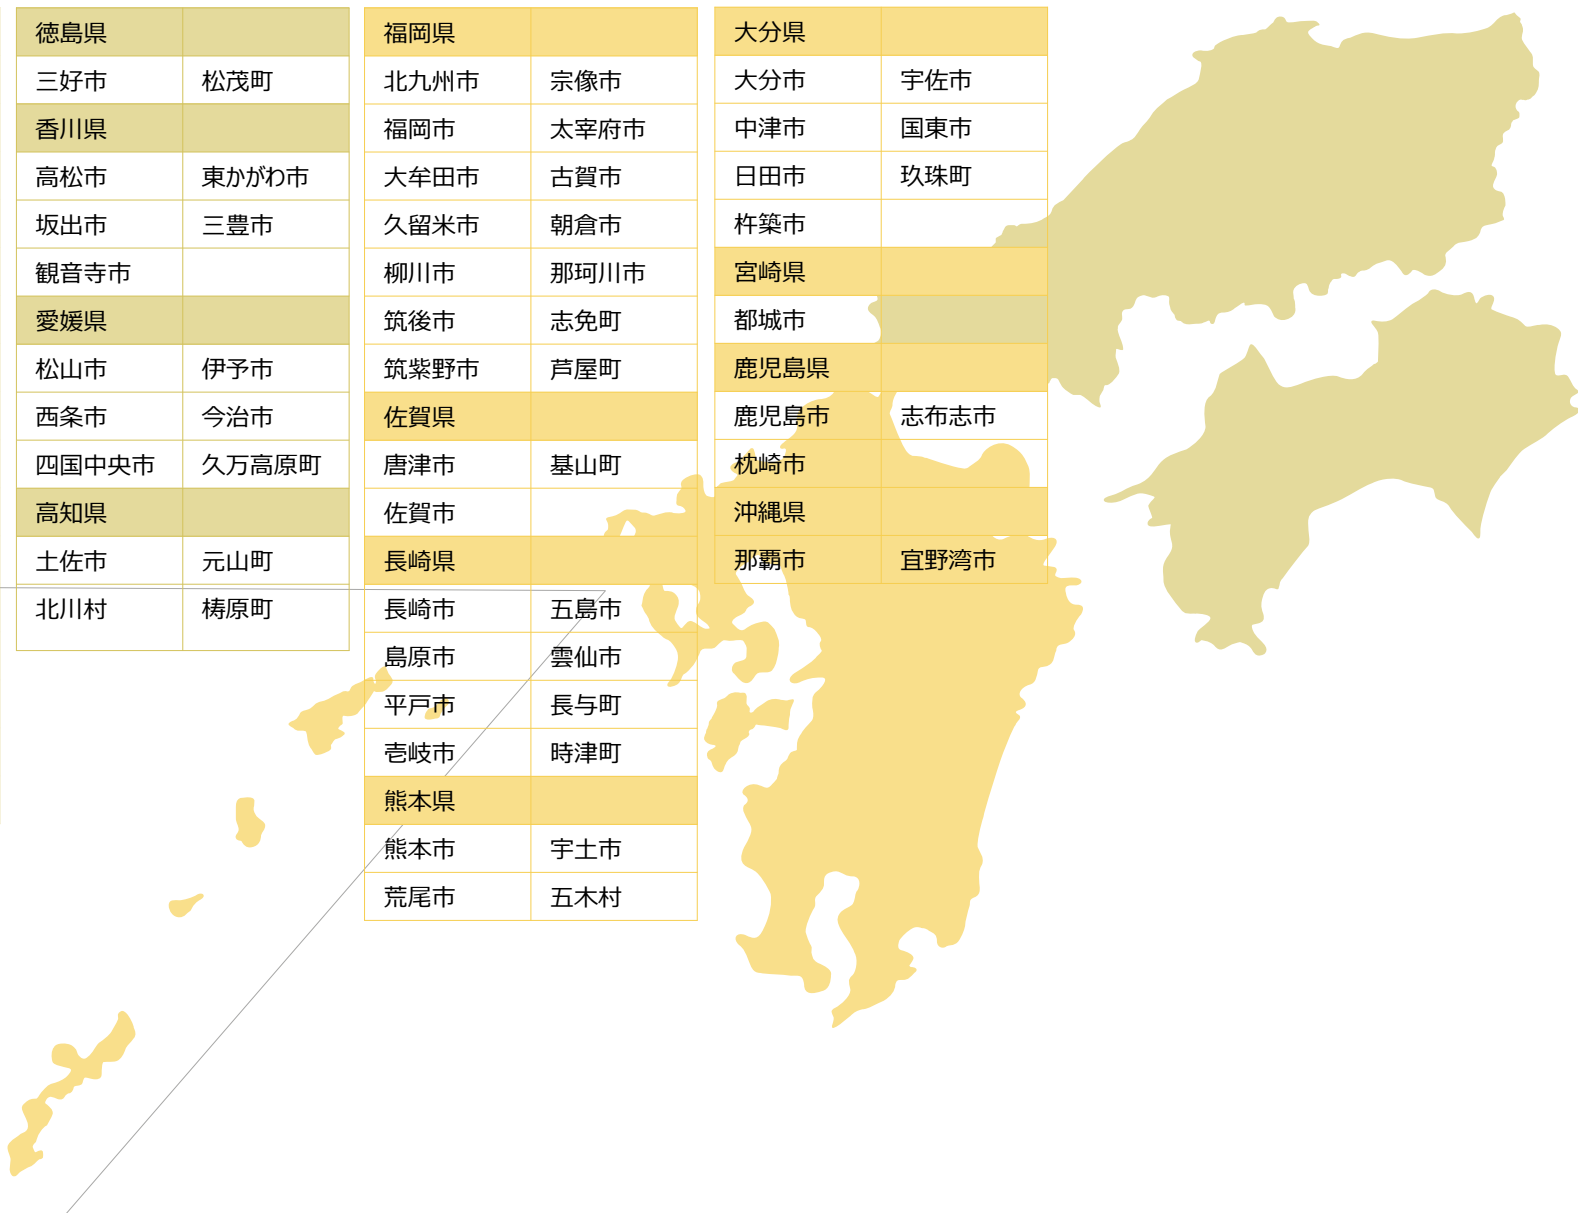 徳島県
三好市 松茂町
香川県
高松市 東かがわ市
坂出市 三豊市
観音寺市
愛媛県
松山市 伊予市
西条市 今治市
四国中央市 久万高原町
高知県
土佐市 元山町
北川村 梼原町
福岡県
北九州市 宗像市
福岡市 太宰府市
大牟田市 古賀市
久留米市 朝倉市
柳川市 那珂川市
筑後市 志免町
筑紫野市 芦屋町
佐賀県
唐津市 基山町
佐賀市
長崎県
長崎市 五島市
島原市 雲仙市
平戸市 長与町
壱岐市 時津町
熊本県
熊本市 宇土市
荒尾市 五木村
大分県
大分市 宇佐市
中津市 国東市
日田市 玖珠町
杵築市
宮崎県
都城市
鹿児島県
鹿児島市 志布志市
枕崎市
沖縄県
那覇市 宜野湾市